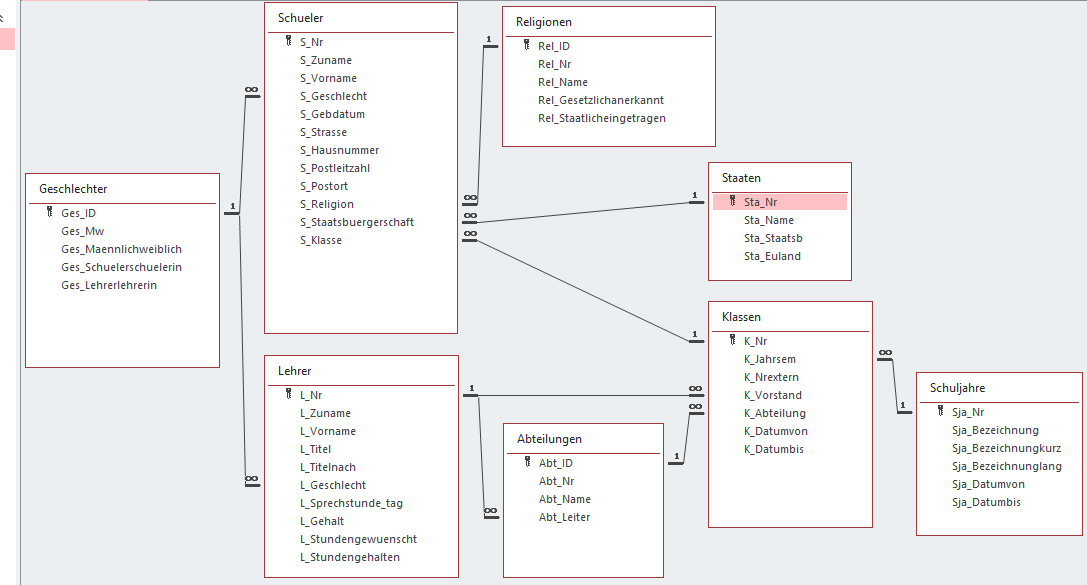 Schueler
S_Nr
S_Zuname
S_Vorname
S_Geschlecht
S_Gebdatum
S_Strasse
S_Hausnummer
S_Postleitzahl
S_Postort
S_Religion
S_Staatsbuergerschaft
S_Klasse
Religionen
Rel_ID
Rel_Nr
Rel_Name
Rel_Gesetzlichanerkannt
Rel_Staatlicheingetragen
Geschlechter
Ges_ID
Ges_Mw
Ges_Maennlichweiblich
Ges_Schuelerschuelerin
Ges_Lehrerlehrerin
Staaten
Sta_Nr
Sta_Name
Sta_Staatsb
Sta_Euland
Klassen
K_Nr
K_Jahrsem
K_Nrextern
K_Vorstand
K_Abteilung
K_Datumvon
K_Datumbis
Lehrer
L_Nr
L_Zuname
L_Vorname
L_Titel
L_Titelnach
L_Geschlecht
L_Sprechstunde_tag
L_Gehalt
L_Stundengewuenscht
L_Stundengehalten
Abteilungen
Abt_ID
Abt_Nr
Abt_Name
Abt_Leiter
Schuljahre
Sja_Nr
Sja_Bezeichnung
Sja_Bezeichnungkurz
Sja_Bezeichnunglang
Sja_Datumvon
Sja_Datumbis
1
∞
1
∞
∞
∞
1
1
∞
1
1
∞
∞
1
∞
∞
1